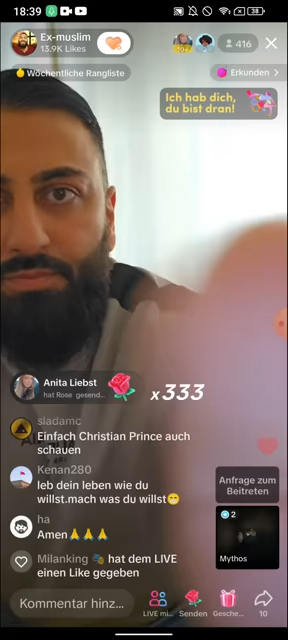 18:39
38
Ex-muslim
13.9K Likes
416
Wöchentliche Rangliste
Erkunden >
Ich hab dich,
du bist dran!
Anita Liebst
hat Rose gesend...
x333
sladamc
Einfach Christian Prince auch
schauen
Kenan280
leb dein leben wie du
willst.mach was du willst😁
ha
Amen🙏🙏🙏
Milanking 🎭 hat dem LIVE
einen Like gegeben
Anfrage zum
Beitreten
2
Mythos
Kommentar hinz...
LIVE mi...
Senden
Gesche...
10